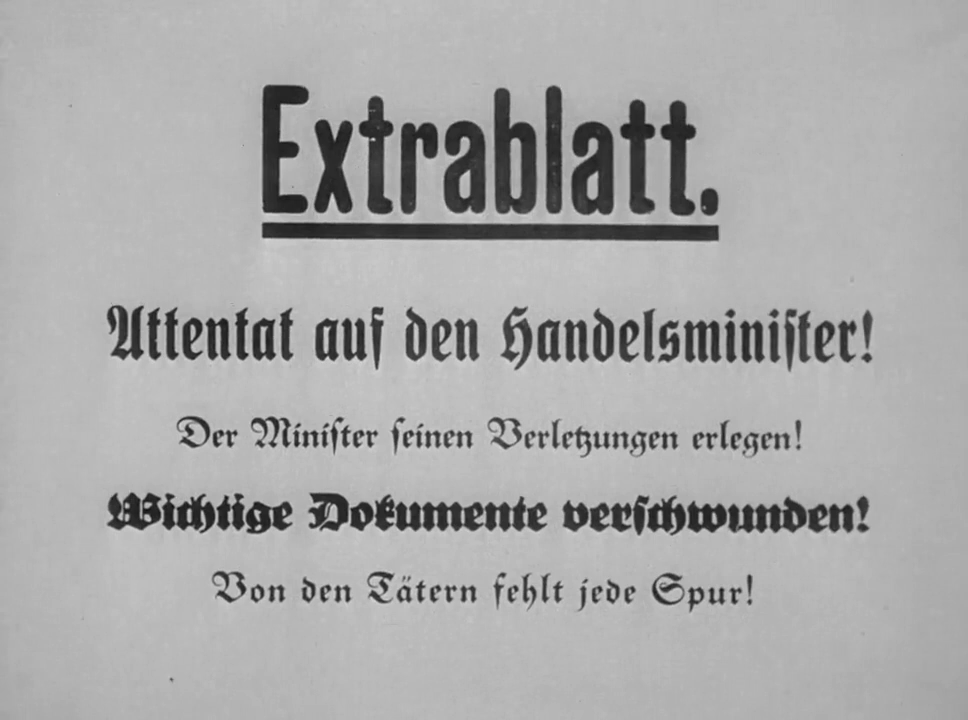 Extrablatt.
Attentat auf den Handelsminiſter!
Der Miniſter ſeinen Verletzungen erlegen!
Wichtige Dokumente verſchwunden!
Von den Tätern fehlt jede Spur!